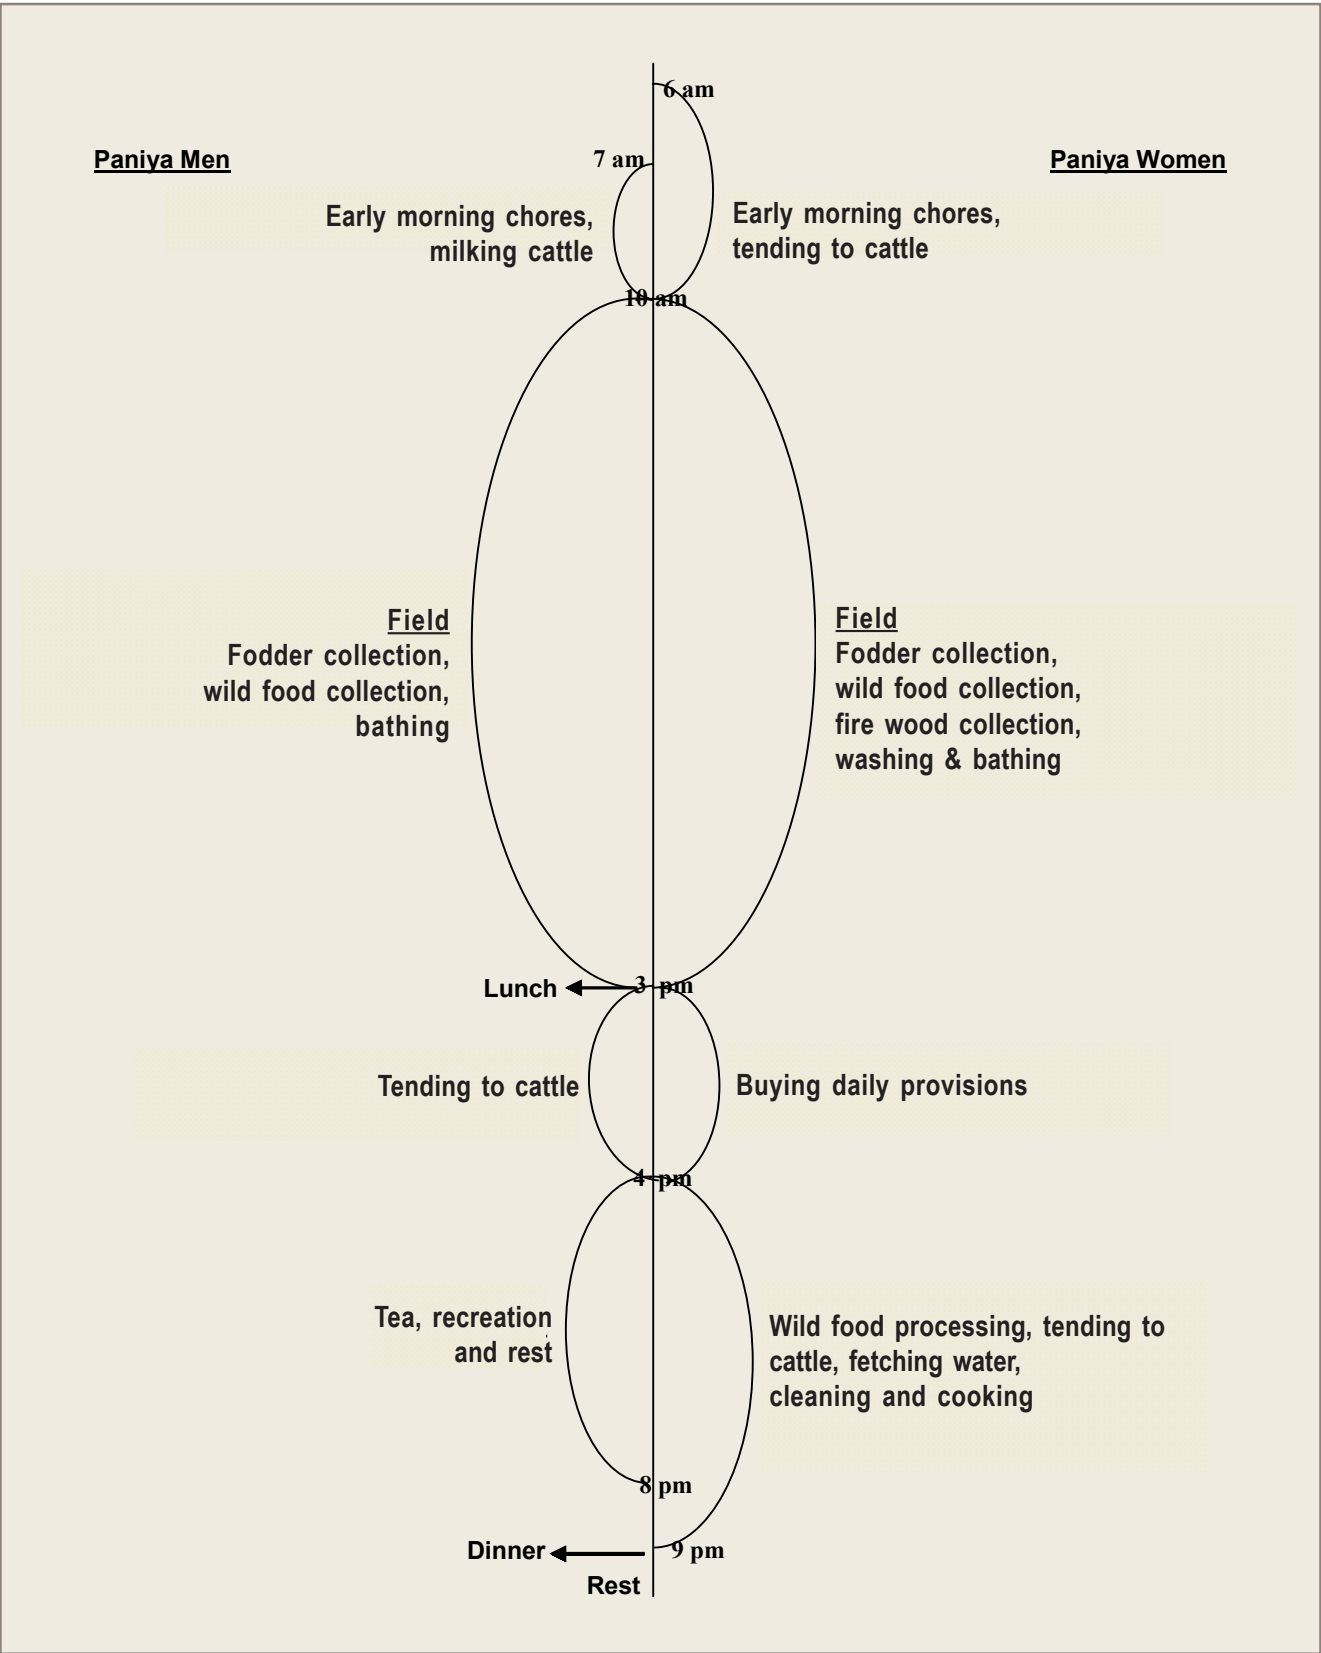 6 am
7 am
Paniya Men
Paniya Women
Early morning chores,
milking cattle
Early morning chores,
tending to cattle
10 am
Field
Fodder collection,
wild food collection,
bathing
Field
Fodder collection,
wild food collection,
fire wood collection,
washing & bathing
Lunch
3 pm
Tending to cattle
Buying daily provisions
4 pm
Tea, recreation
and rest
Wild food processing, tending to
cattle, fetching water,
cleaning and cooking
8 pm
Dinner
9 pm
Rest